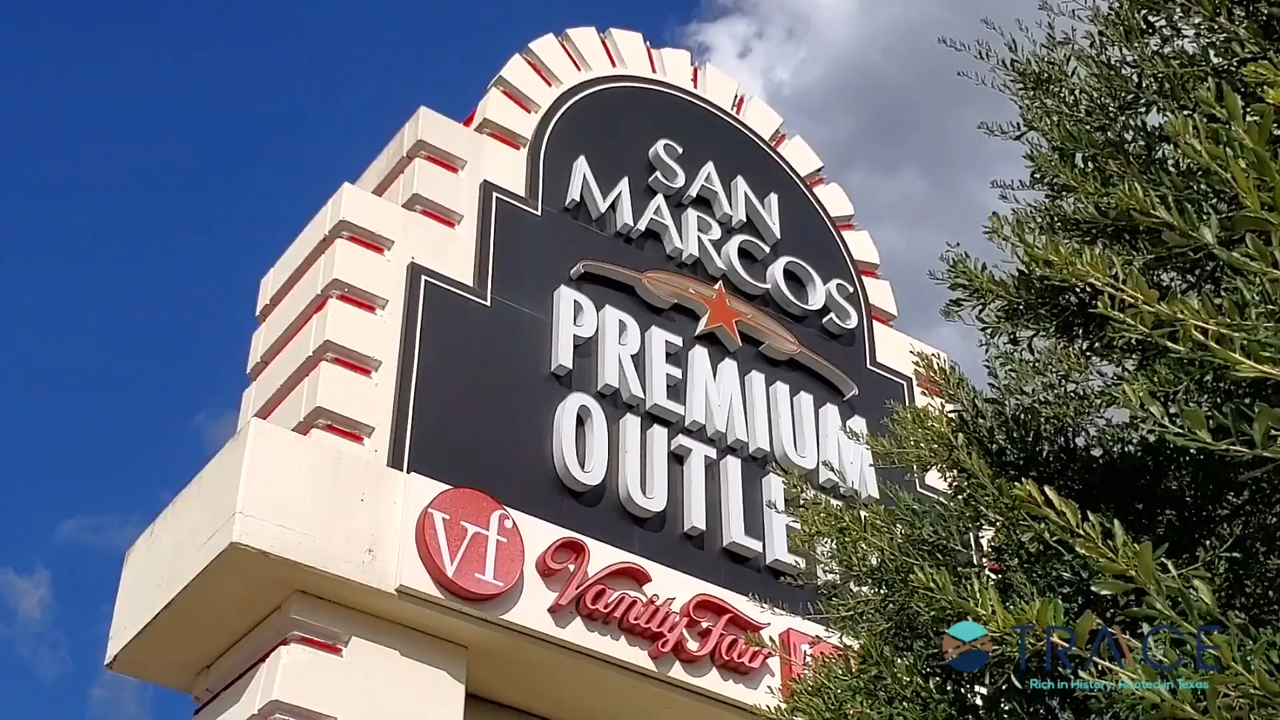 SAN
MARCOS
PREMIUM
OUTLE
vf
Vanity Fair
TRACE
Rich in History, Rooted in Texas